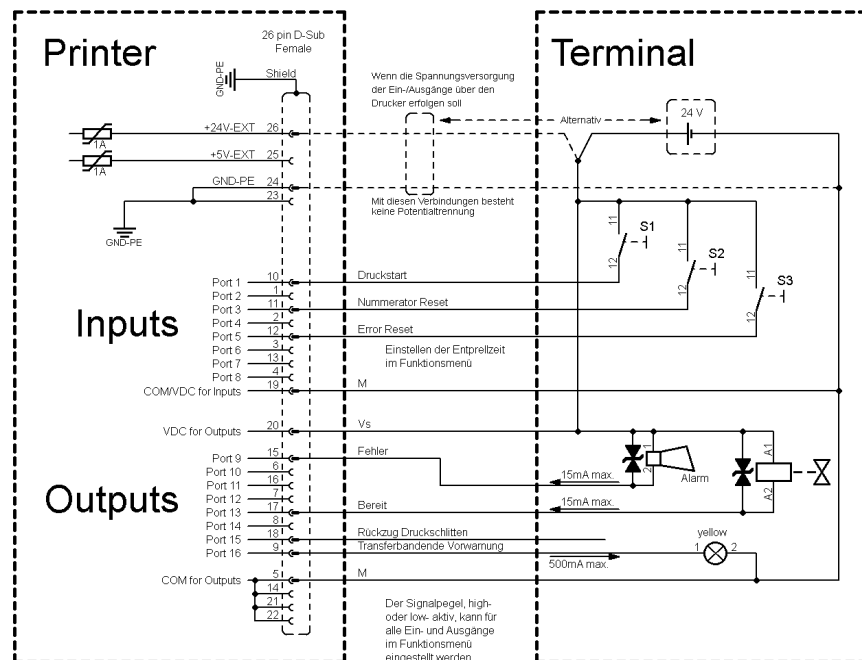 Printer
26 pin D-Sub
Female
Terminal
GND-PE
Shield
Wenn die Spannungsversorgung
der Ein-/Ausgänge über den
Drucker erfolgen soll
Alternativ
24 V
+24V-EXT 26
1A
+5V-EXT 25
1A
GND-PE 24
23
GND-PE
Mit diesen Verbindungen besteht
keine Potentialtrennung
11 S1
12
11 S2
12
11 S3
12
Inputs
Port 1 10 Druckstart
Port 2 1
Port 3 11 Nummerator Reset
Port 4 2
Port 5 12 Error Reset
Port 6 3
Port 7 13
Port 8 4
COM/VDC for Inputs 19 M
Einstellen der Entprellzeit
im Funktionsmenü
Outputs
VDC for Outputs 20 Vs
Port 9 15 Fehler
Port 10 6
Port 11 16
Port 12 7
Port 13 17 Bereit
Port 14 8
Port 15 18 Rückzug Druckschlitten
Port 16 9 Transferbandende Vorwarnung
COM for Outputs 5 M
14
21
22
1
2
Alarm
15mA max.
A1
A2
15mA max.
yellow
1 2
500mA max.
Der Signalpegel, high-
oder low- aktiv, kann für
alle Ein- und Ausgänge
im Funktionsmenü
eingestellt werden